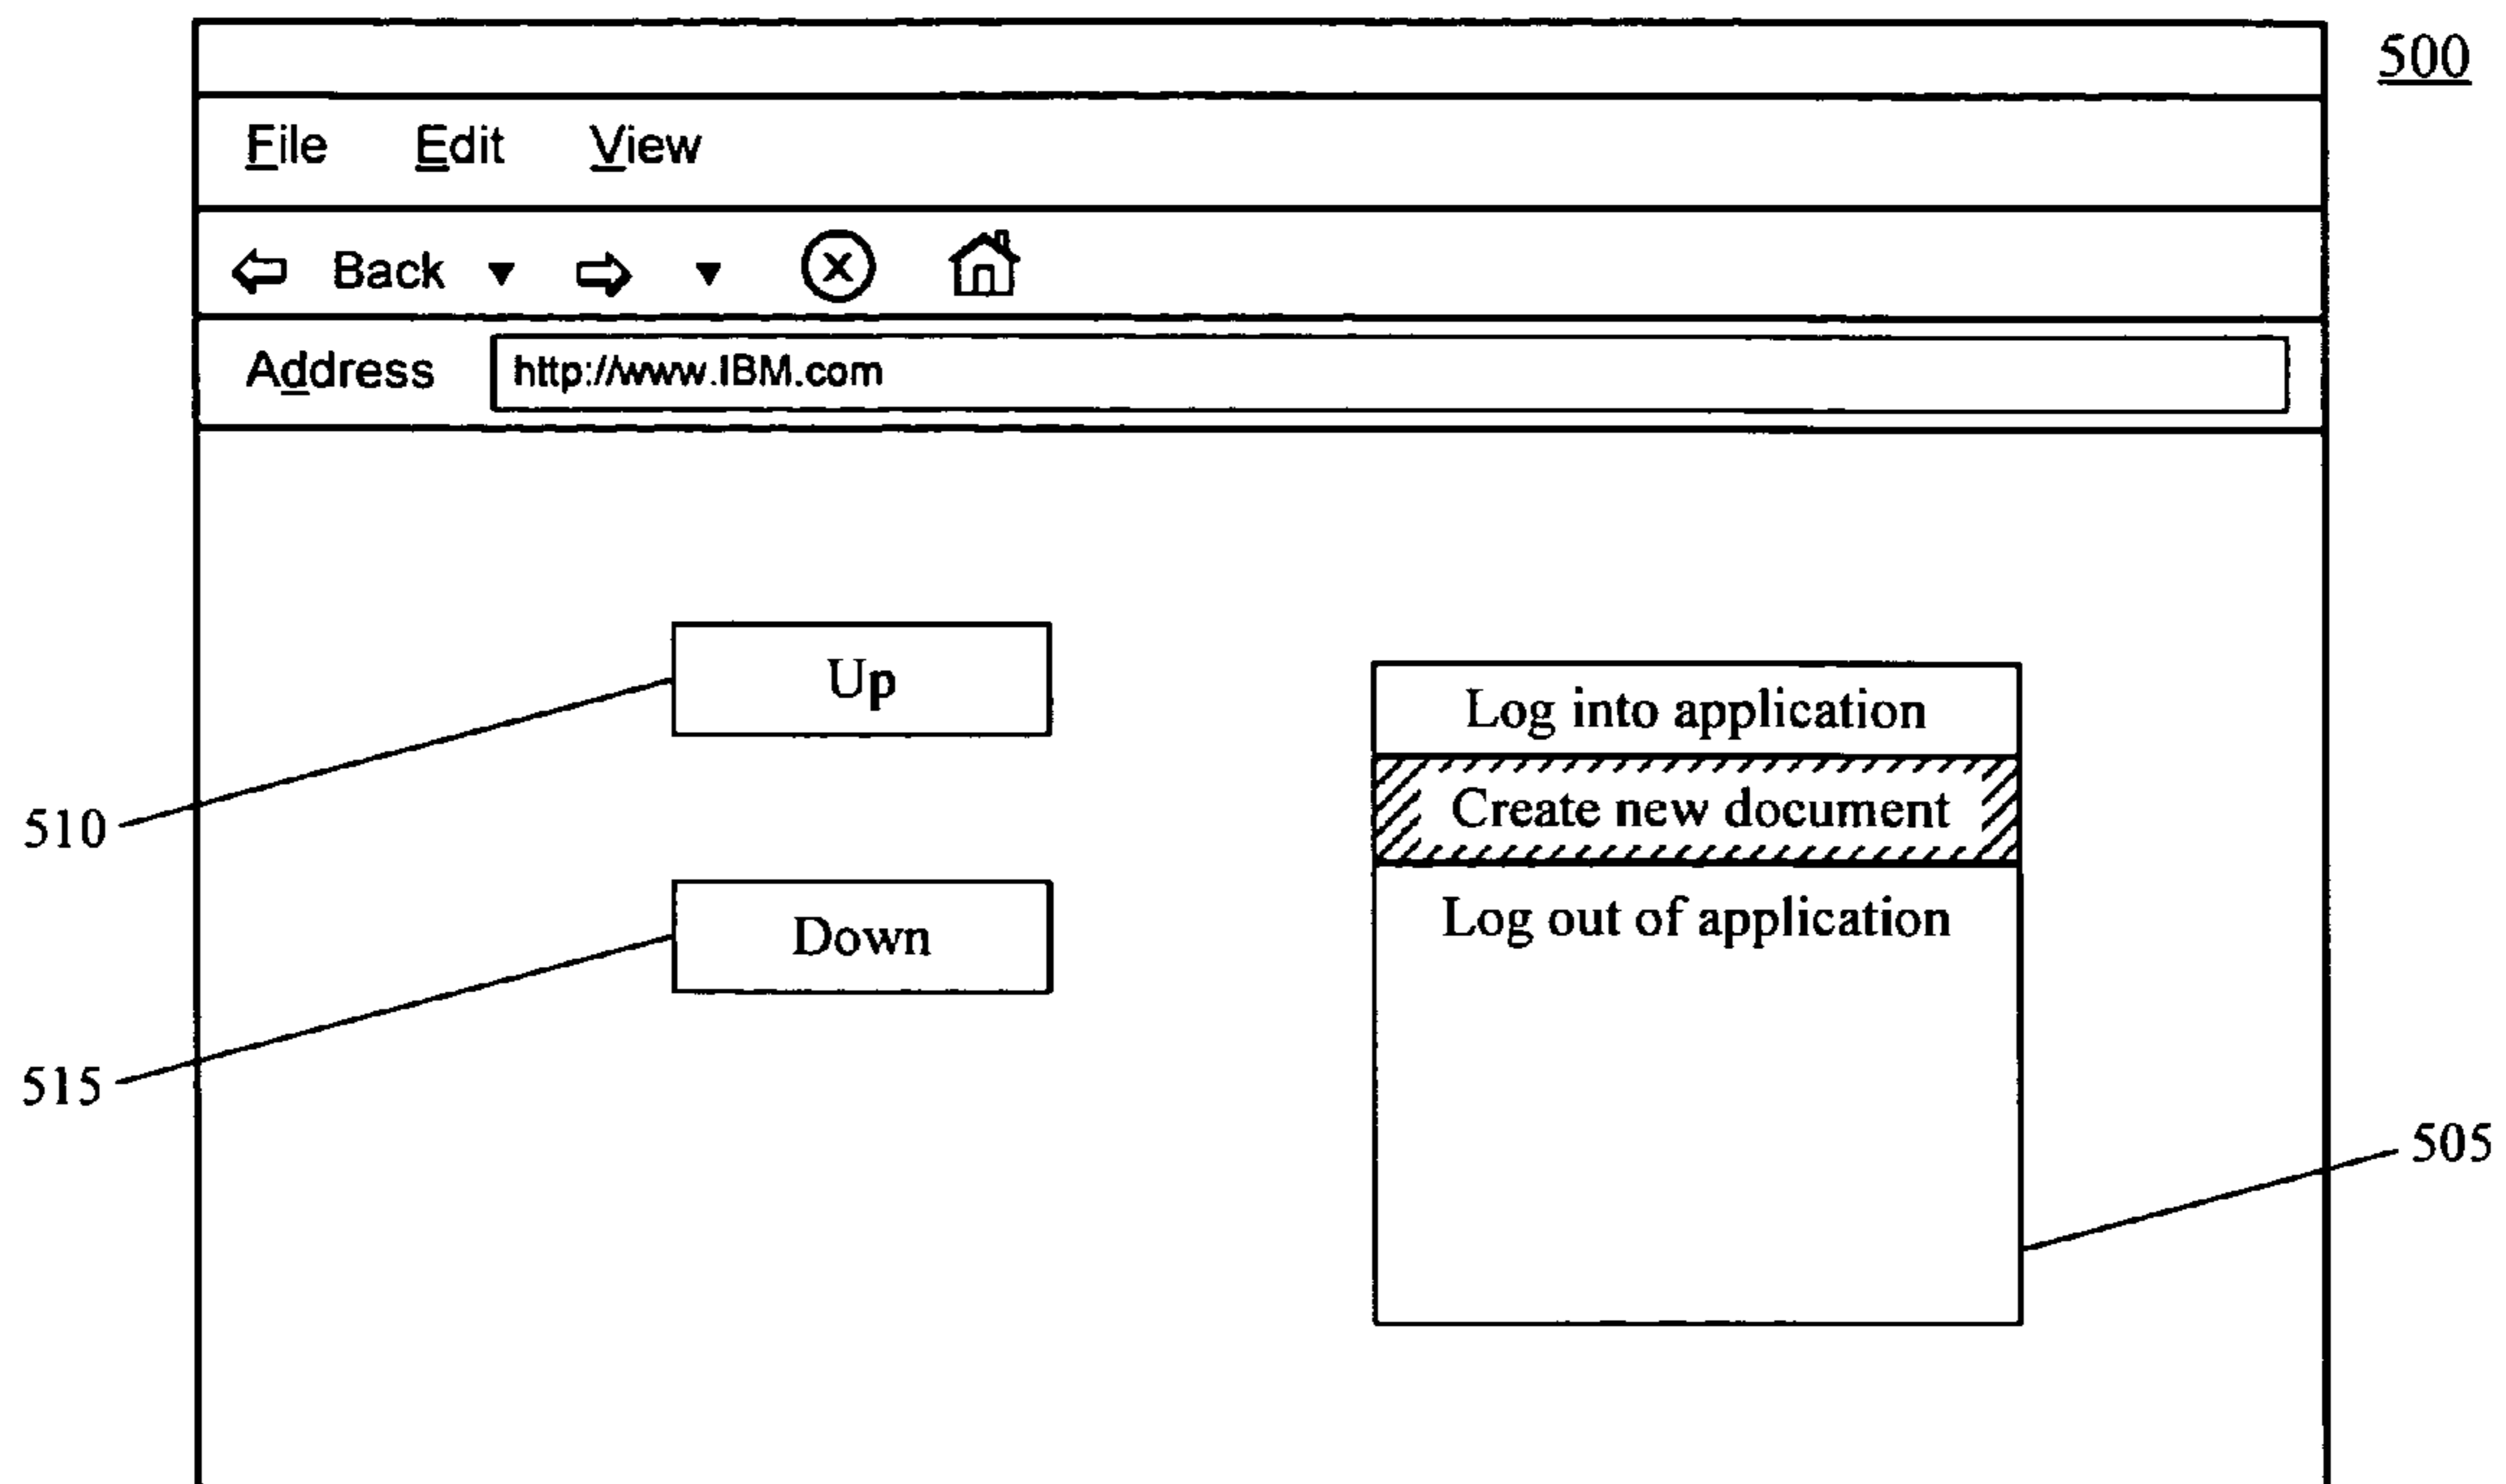 500
File Edit View
Back
Address http://www.IBM.com
Up
Log into application
510
Create new document
Down
Log out of application
515
505